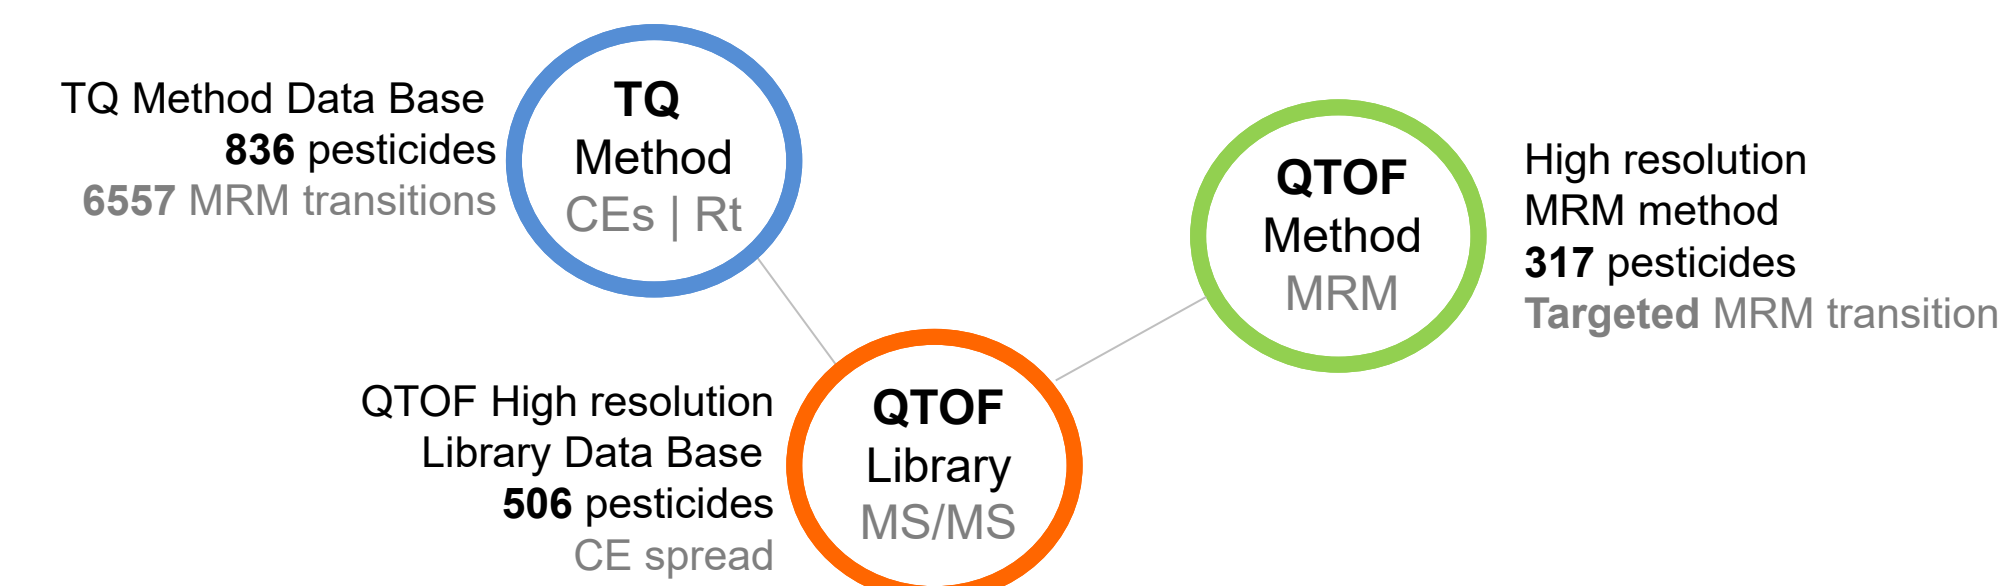 TQ Method Data Base
836 pesticides
6557 MRM transitions
TQ
Method
CEs | Rt
QTOF
Method
MRM
High resolution
MRM method
317 pesticides
Targeted MRM transition
QTOF High resolution
Library Data Base
506 pesticides
CE spread
QTOF
Library
MS/MS